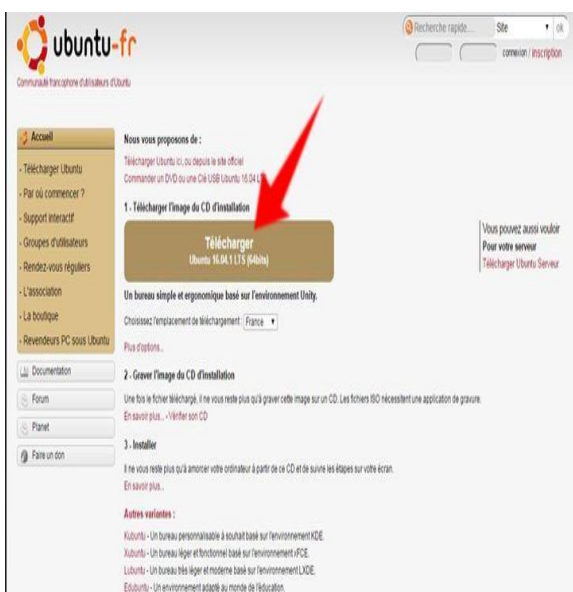 ubuntu-fr
Communauté francophone d'utilisateurs d'Ubuntu
Recherche rapide... Site ok
connexion / inscription
Accueil
- Télécharger Ubuntu
- Par où commencer ?
- Support interactif
- Groupes d'utilisateurs
- Rendez-vous réguliers
- L'association
- La boutique
- Revendeurs PC sous Ubuntu
Documentation
Forum
Planet
Faire un don
Nous vous proposons de :
Télécharger Ubuntu ici, ou depuis le site officiel
Commander un DVD ou une Clé USB Ubuntu 16.04
1 - Télécharger l'image du CD d'installation
Télécharger
Ubuntu 16.04.1 LTS (64bits)
Un bureau simple et ergonomique basé sur l'environnement Unity.
Choisissez l'emplacement de téléchargement: France
Plus d'options...
2 - Graver l'image du CD d'installation
Une fois le fichier téléchargé, il ne vous reste plus qu'à graver cette image sur un CD. Les fichiers ISO nécessitent une application de gravure.
En savoir plus... - Vérifier son CD
3 - Installer
Il ne vous reste plus qu'à amorcer votre ordinateur à partir de ce CD et de suivre les étapes sur votre écran.
En savoir plus...
Autres variantes :
Kubuntu - Un bureau personnalisable à souhait basé sur l'environnement KDE.
Xubuntu - Un bureau léger et fonctionnel basé sur l'environnement xFCE.
Lubuntu - Un bureau très léger et moderne basé sur l'environnement LXDE.
Edubuntu - Un environnement adapté au monde de l'éducation.
Vous pouvez aussi vouloir
Pour votre serveur
Télécharger Ubuntu Serveur